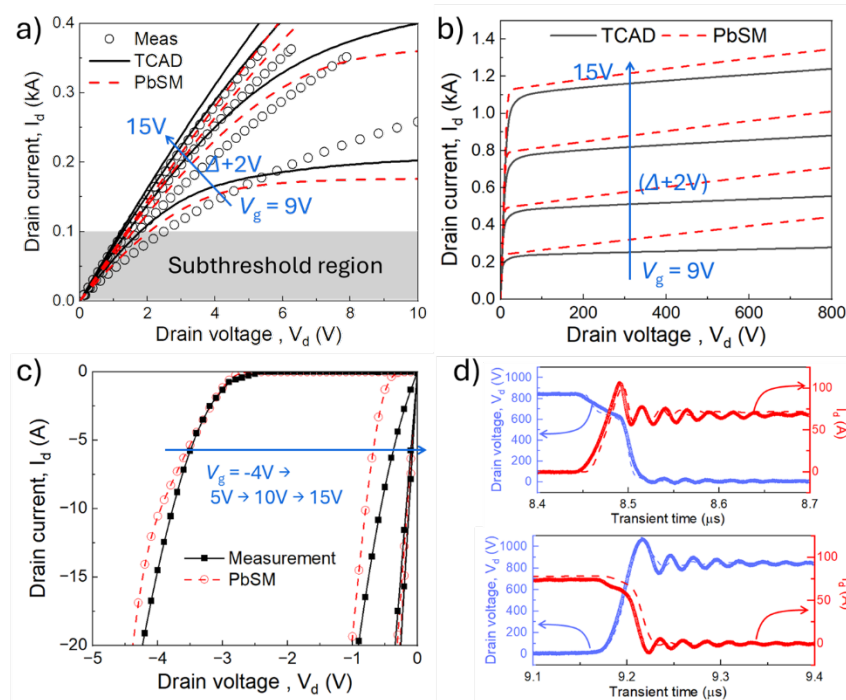 a)
Meas
TCAD
PbSM
15V
Δ+2V
Vg = 9V
Subthreshold region
0.4
0.3
0.2
0.1
0.0
0
2
4
6
8
10
Drain current, Id (kA)
Drain voltage , Vd (V)
b)
TCAD
PbSM
15V
(Δ+2V)
Vg = 9V
1.4
1.2
1.0
0.8
0.6
0.4
0.2
0.0
0
200
400
600
800
Drain current, Id (kA)
Drain voltage , Vd (V)
c)
Vg = -4V →
5V → 10V → 15V
Measurement
PbSM
0
−5
−10
−15
−20
−5
−4
−3
−2
−1
0
Drain current, Id (A)
Drain voltage , Vd (V)
d)
1000
800
600
400
200
0
Drain voltage, Vd (V)
100
50
0
Id (A)
8.4
8.5
8.6
8.7
Transient time (μs)
1000
800
600
400
200
0
Drain voltage, Vd (V)
100
50
0
Id (A)
9.1
9.2
9.3
9.4
Transient time (μs)